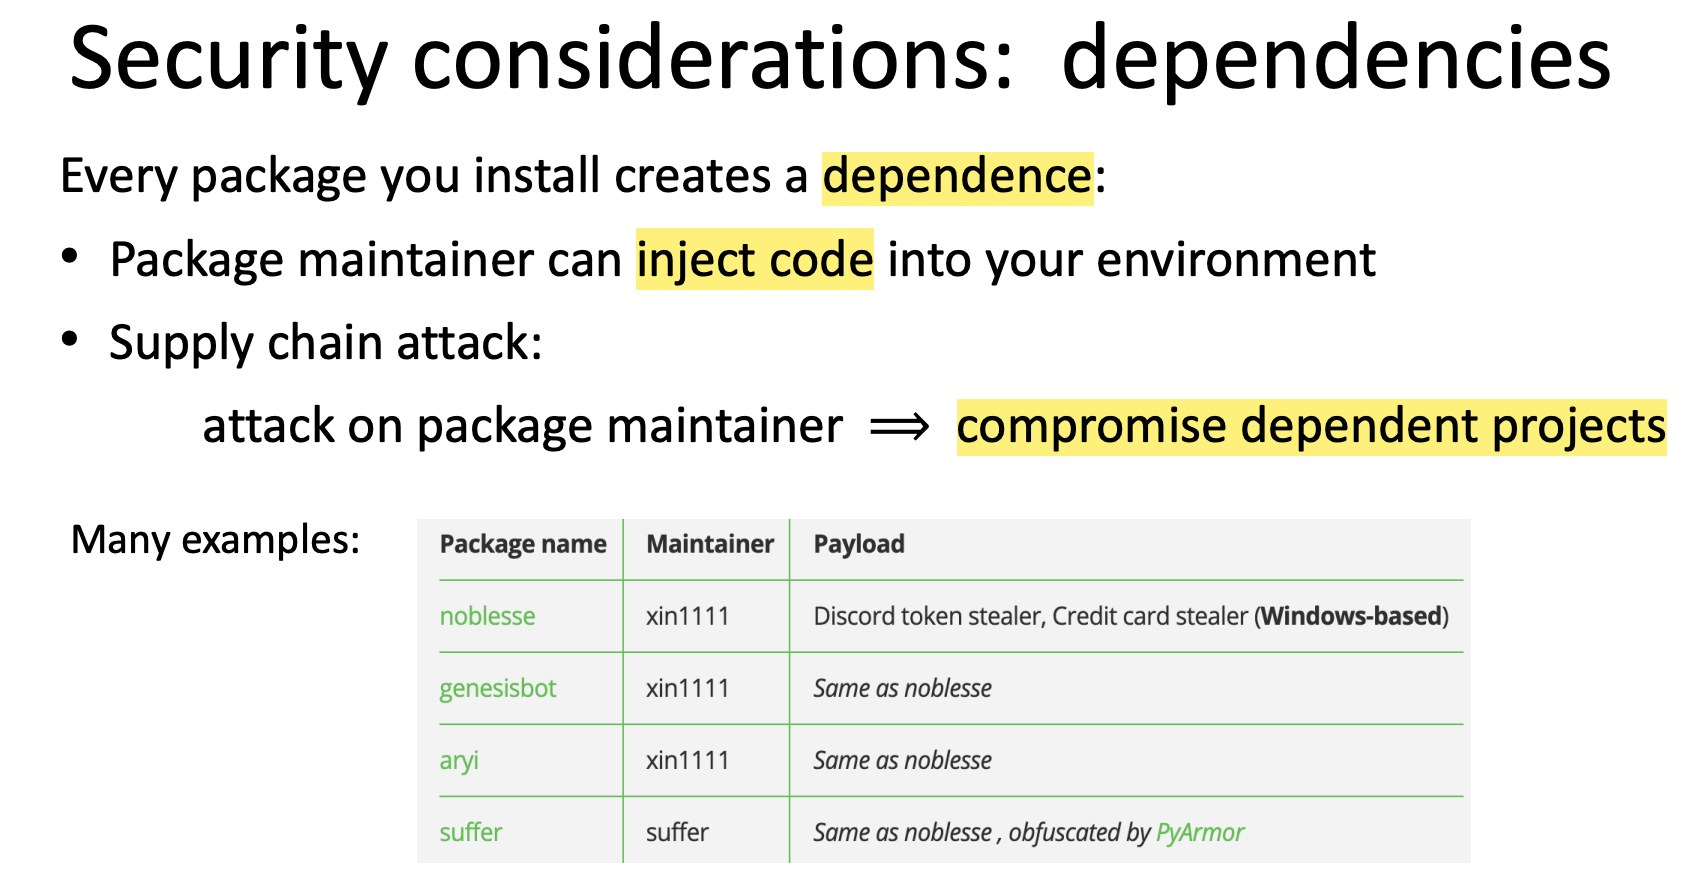 Security considerations: dependencies
Every package you install creates a dependence:
• Package maintainer can inject code into your environment
• Supply chain attack:
attack on package maintainer ⟹ compromise dependent projects
Many examples:
Package name Maintainer Payload
noblesse xin1111 Discord token stealer, Credit card stealer (Windows-based)
genesisbot xin1111 Same as noblesse
aryi xin1111 Same as noblesse
suffer suffer Same as noblesse , obfuscated by PyArmor